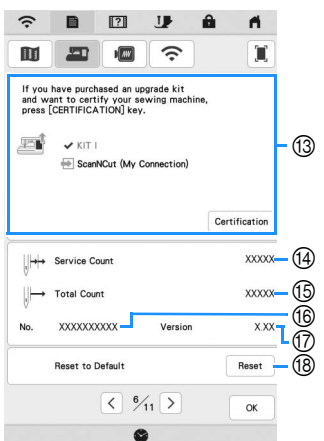 If you have purchased an upgrade kit
and want to certify your sewing machine,
press [CERTIFICATION] key.
✔ KIT I
ScanNCut (My Connection)
⑬
Certification
Service Count XXXXX ⑭
Total Count XXXXX ⑮
⑯
No. XXXXXXXXXX Version X.XX
⑰
Reset to Default Reset ⑱
< 6/11 > OK